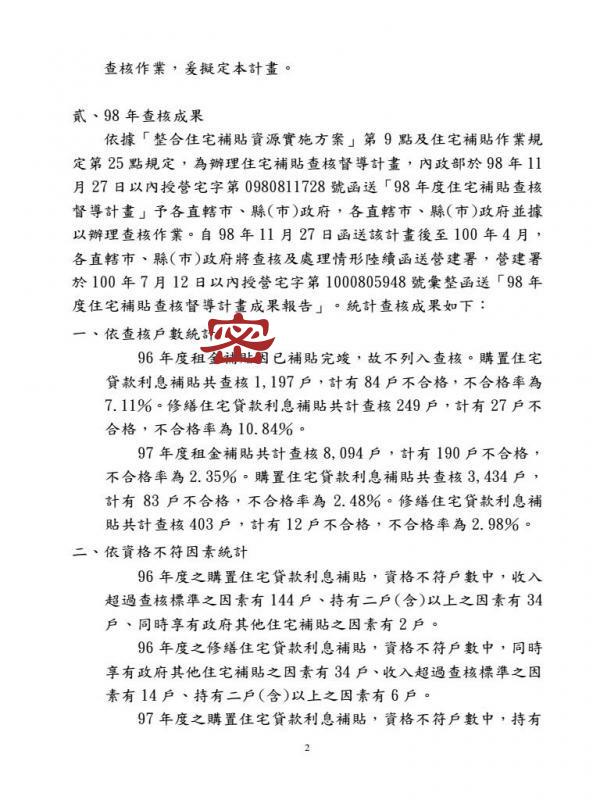 查核作業，爰擬定本計畫。
貳、98 年查核成果
依據「整合住宅補貼資源實施方案」第 9 點及住宅補貼作業規
定第 25 點規定，為辦理住宅補貼查核督導計畫，內政部於 98 年 11
月 27 日以內授營宅字第 0980811728 號函送「98 年度住宅補貼查核
督導計畫」予各直轄市、縣(市)政府，各直轄市、縣(市)政府並據
以辦理查核作業。自 98 年 11 月 27 日函送該計畫後至 100 年 4 月，
各直轄市、縣(市)政府將查核及處理情形陸續函送營建署，營建署
於 100 年 7 月 12 日以內授營宅字第 1000805948 號彙整函送「98 年
度住宅補貼查核督導計畫成果報告」。統計查核成果如下：
一、依查核戶數統計
密
96 年度租金補貼因已補貼完竣，故不列入查核。購置住宅
貸款利息補貼共查核 1,197 戶，計有 84 戶不合格，不合格率為
7.11%。修繕住宅貸款利息補貼共計查核 249 戶，計有 27 戶不
合格，不合格率為 10.84%。
97 年度租金補貼共計查核 8,094 戶，計有 190 戶不合格，
不合格率為 2.35%。購置住宅貸款利息補貼共查核 3,434 戶，
計有 83 戶不合格，不合格率為 2.48%。修繕住宅貸款利息補
貼共計查核 403 戶，計有 12 戶不合格，不合格率為 2.98%。
二、依資格不符因素統計
96 年度之購置住宅貸款利息補貼，資格不符戶數中，收入
超過查核標準之因素有 144 戶、持有二戶(含)以上之因素有 34
戶、同時享有政府其他住宅補貼之因素有 2 戶。
96 年度之修繕住宅貸款利息補貼，資格不符戶數中，同時
享有政府其他住宅補貼之因素有 34 戶、收入超過查核標準之因
素有 14 戶、持有二戶(含)以上之因素有 6 戶。
97 年度之購置住宅貸款利息補貼，資格不符戶數中，持有
2